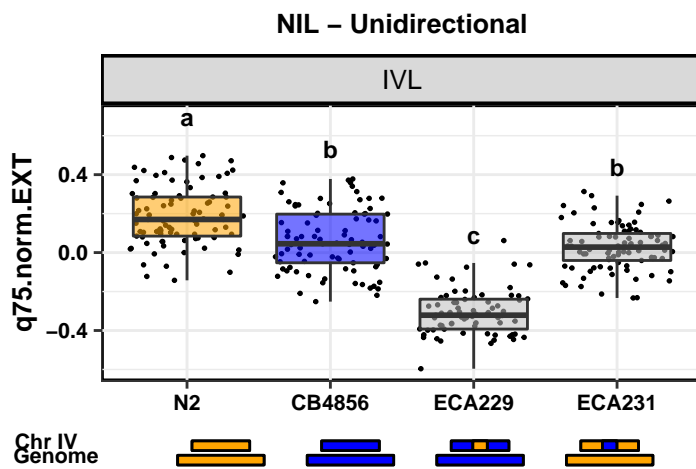 NIL – Unidirectional
IVL
a
b
c
b
q75.norm.EXT
0.4
0.0
−0.4
N2 CB4856 ECA229 ECA231
Chr IV
Genome